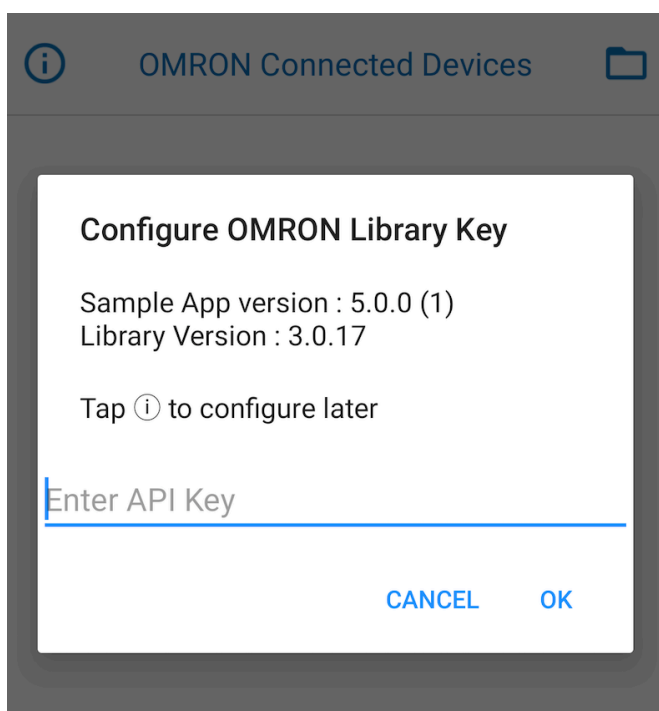 OMRON Connected Devices
Configure OMRON Library Key
Sample App version : 5.0.0 (1)
Library Version : 3.0.17
Tap ⓘ to configure later
Enter API Key
CANCEL OK